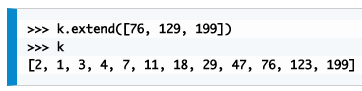 >>> k.extend([76, 129, 199])
>>> k
[2, 1, 3, 4, 7, 11, 18, 29, 47, 76, 123, 199]